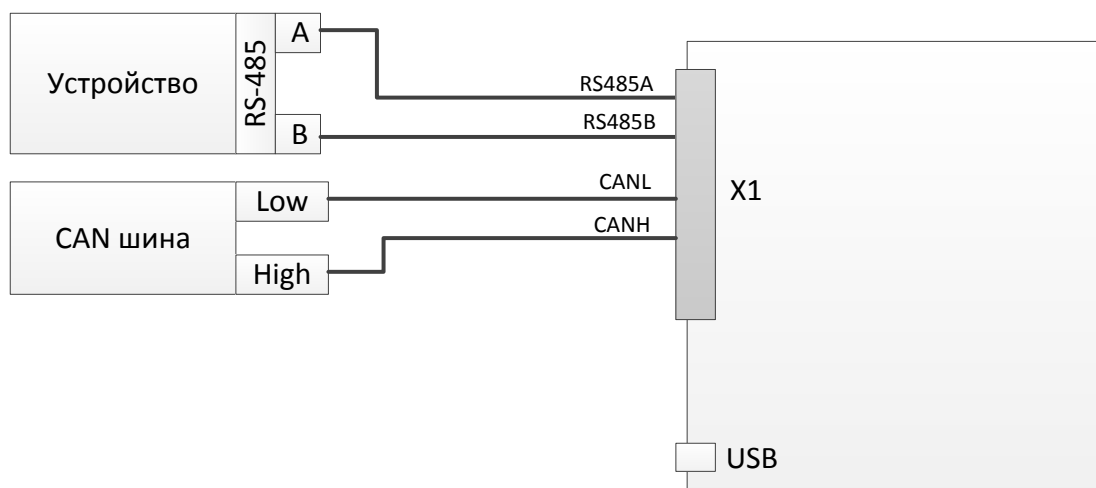 Устройство
RS-485
A
B
RS485A
RS485B
CAN шина
Low
High
CANL
CANH
X1
USB